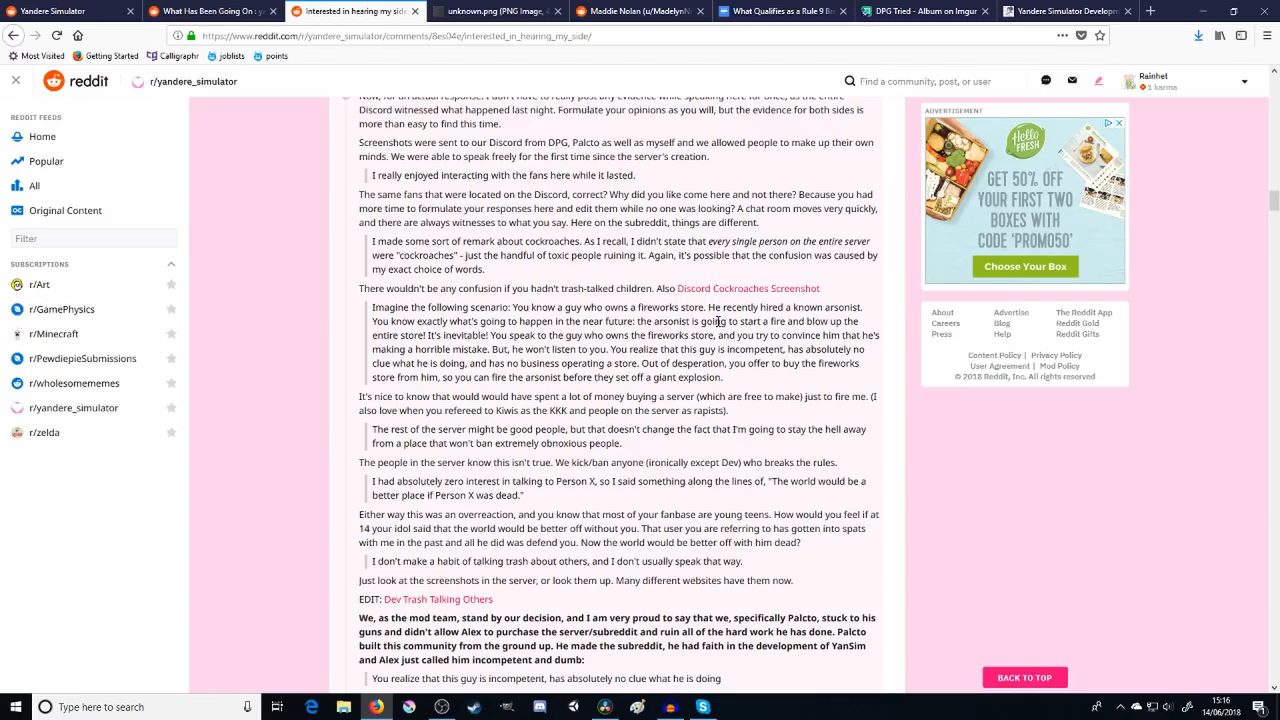 Yandere Simulator
What Has Been Going On : y
Interested in hearing my side
unknown.png (PNG Image, 4
Maddie Nolan (u/MadelynN
What Qualifies as a Rule 9 Bre
DPG Tried - Album on Imgur
Yandere Simulator Develop
https://www.reddit.com/r/yandere_simulator/comments/8es04e/interested_in_hearing_my_side/
Most Visited
Getting Started
Calligraphr
joblists
points
reddit
r/yandere_simulator
Find a community, post, or user
Rainhet
1 karma
REDDIT FEEDS
Home
Popular
All
Original Content
Filter
SUBSCRIPTIONS
r/Art
r/GamePhysics
r/Minecraft
r/PewdiepieSubmissions
r/wholesomememes
r/yandere_simulator
r/zelda
Discord witnessed what happened last night. Formulate your opinions as you will, but the evidence for both sides is
more than easy to find this time.
Screenshots were sent to our Discord from DPG, Palcto as well as myself and we allowed people to make up their own
minds. We were able to speak freely for the first time since the server's creation.
I really enjoyed interacting with the fans here while it lasted.
The same fans that were located on the Discord, correct? Why did you like come here and not there? Because you had
more time to formulate your responses here and edit them while no one was looking? A chat room moves very quickly,
and there are always witnesses to what you say. Here on the subreddit, things are different.
I made some sort of remark about cockroaches. As I recall, I didn't state that every single person on the entire server
were "cockroaches" - just the handful of toxic people ruining it. Again, it's possible that the confusion was caused by
my exact choice of words.
There wouldn't be any confusion if you hadn't trash-talked children. Also Discord Cockroaches Screenshot
Imagine the following scenario: You know a guy who owns a fireworks store. He recently hired a known arsonist.
You know exactly what's going to happen in the near future: the arsonist is going to start a fire and blow up the
entire store! It's inevitable! You speak to the guy who owns the fireworks store, and you try to convince him that he's
making a horrible mistake. But, he won't listen to you. You realize that this guy is incompetent, has absolutely no
clue what he is doing, and has no business operating a store. Out of desperation, you offer to buy the fireworks
store from him, so you can fire the arsonist before they set off a giant explosion.
It's nice to know that would would have spent a lot of money buying a server (which are free to make) just to fire me. (I
also love when you refereed to Kiwis as the KKK and people on the server as rapists).
The rest of the server might be good people, but that doesn't change the fact that I'm going to stay the hell away
from a place that won't ban extremely obnoxious people.
The people in the server know this isn't true. We kick/ban anyone (ironically except Dev) who breaks the rules.
I had absolutely zero interest in talking to Person X, so I said something along the lines of, "The world would be a
better place if Person X was dead."
Either way this was an overreaction, and you know that most of your fanbase are young teens. How would you feel if at
14 your idol said that the world would be better off without you. That user you are referring to has gotten into spats
with me in the past and all he did was defend you. Now the world would be better off with him dead?
I don't make a habit of talking trash about others, and I don't usually speak that way.
Just look at the screenshots in the server, or look them up. Many different websites have them now.
EDIT: Dev Trash Talking Others
We, as the mod team, stand by our decision, and I am very proud to say that we, specifically Palcto, stuck to his
guns and didn't allow Alex to purchase the server/subreddit and ruin all of the hard work he has done. Palcto
built this community from the ground up. He made the subreddit, he had faith in the development of YanSim
and Alex just called him incompetent and dumb:
You realize that this guy is incompetent, has absolutely no clue what he is doing
ADVERTISEMENT
Hello
FRESH
GET 50% OFF
YOUR FIRST TWO
BOXES WITH
CODE 'PROMO50'
Choose Your Box
About
Advertise
The Reddit App
Careers
Blog
Reddit Gold
Press
Help
Reddit Gifts
Content Policy | Privacy Policy
User Agreement | Mod Policy
© 2018 Reddit, Inc. All rights reserved
BACK TO TOP
Type here to search
15:16
14/06/2018